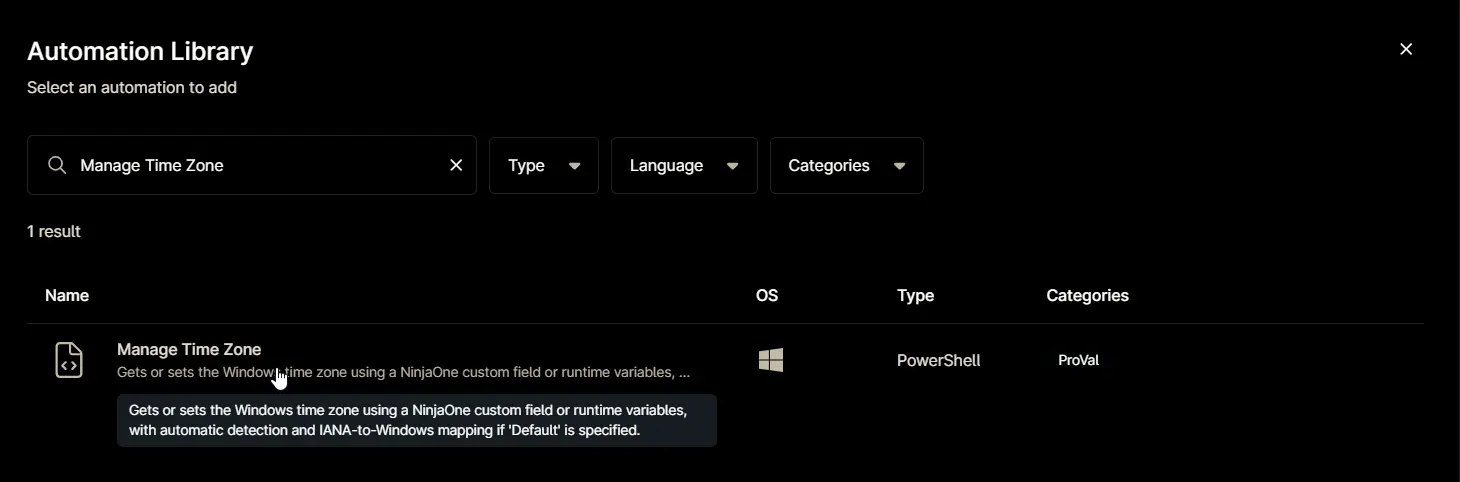 Automation Library
Select an automation to add
Manage Time Zone
Type
Language
Categories
1 result
Name
OS
Type
Categories
Manage Time Zone
Gets or sets the Windows time zone using a NinjaOne custom field or runtime variables, ...
PowerShell
ProVal
Gets or sets the Windows time zone using a NinjaOne custom field or runtime variables,
with automatic detection and IANA-to-Windows mapping if 'Default' is specified.